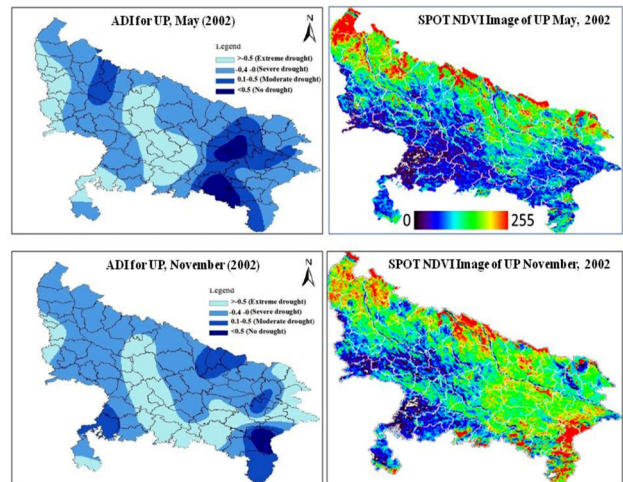 ADI for UP, May (2002)
N
Legend
>-0.5 (Extreme drought)
-0.4 -0 (Severe drought)
0.1-0.5 (Moderate drought)
<0.5 (No drought)
SPOT NDVI Image of UP May, 2002
0 255
ADI for UP, November (2002)
N
Legend
>-0.5 (Extreme drought)
-0.4 -0 (Severe drought)
0.1-0.5 (Moderate drought)
<0.5 (No drought)
SPOT NDVI Image of UP November, 2002